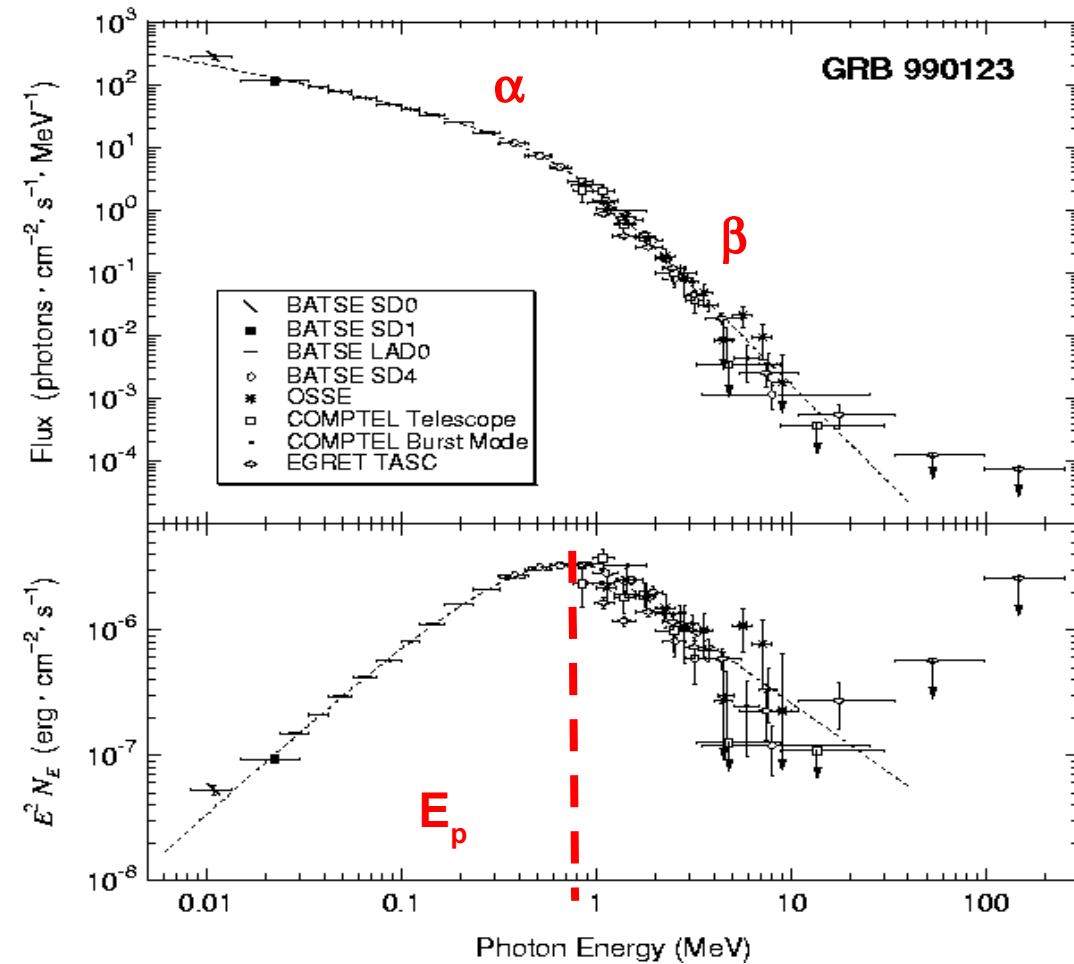 GRB 990123
α
β
Flux (photons · cm⁻², s⁻¹, MeV⁻¹)
10³
10²
10¹
10⁰
10⁻¹
10⁻²
10⁻³
10⁻⁴
BATSE SD0
BATSE SD1
BATSE LAD0
BATSE SD4
OSSE
COMPTEL Telescope
COMPTEL Burst Mode
EGRET TASC
E² N_E (erg · cm⁻², s⁻¹)
10⁻⁶
10⁻⁷
10⁻⁸
Eₚ
0.01 0.1 1 10 100
Photon Energy (MeV)